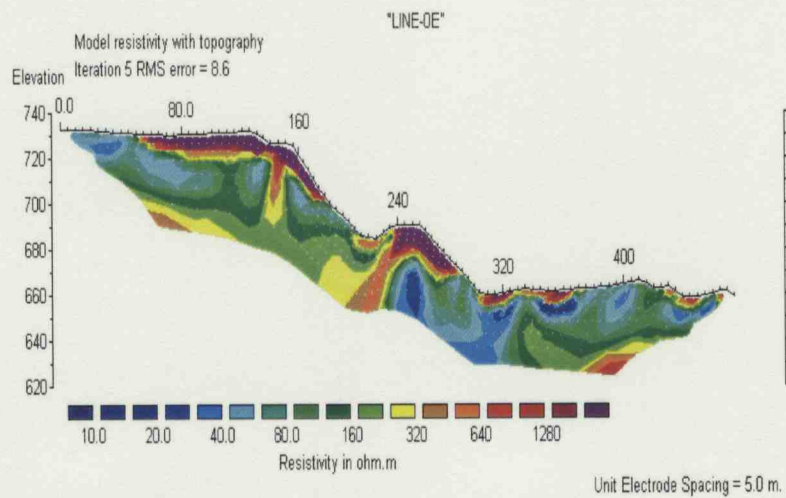 "LINE-0E"
Model resistivity with topography
Iteration 5 RMS error = 8.6
Elevation
0.0
80.0
160
240
320
400
740
720
700
680
660
640
620
10.0 20.0 40.0 80.0 160 320 640 1280
Resistivity in ohm.m
Unit Electrode Spacing = 5.0 m.